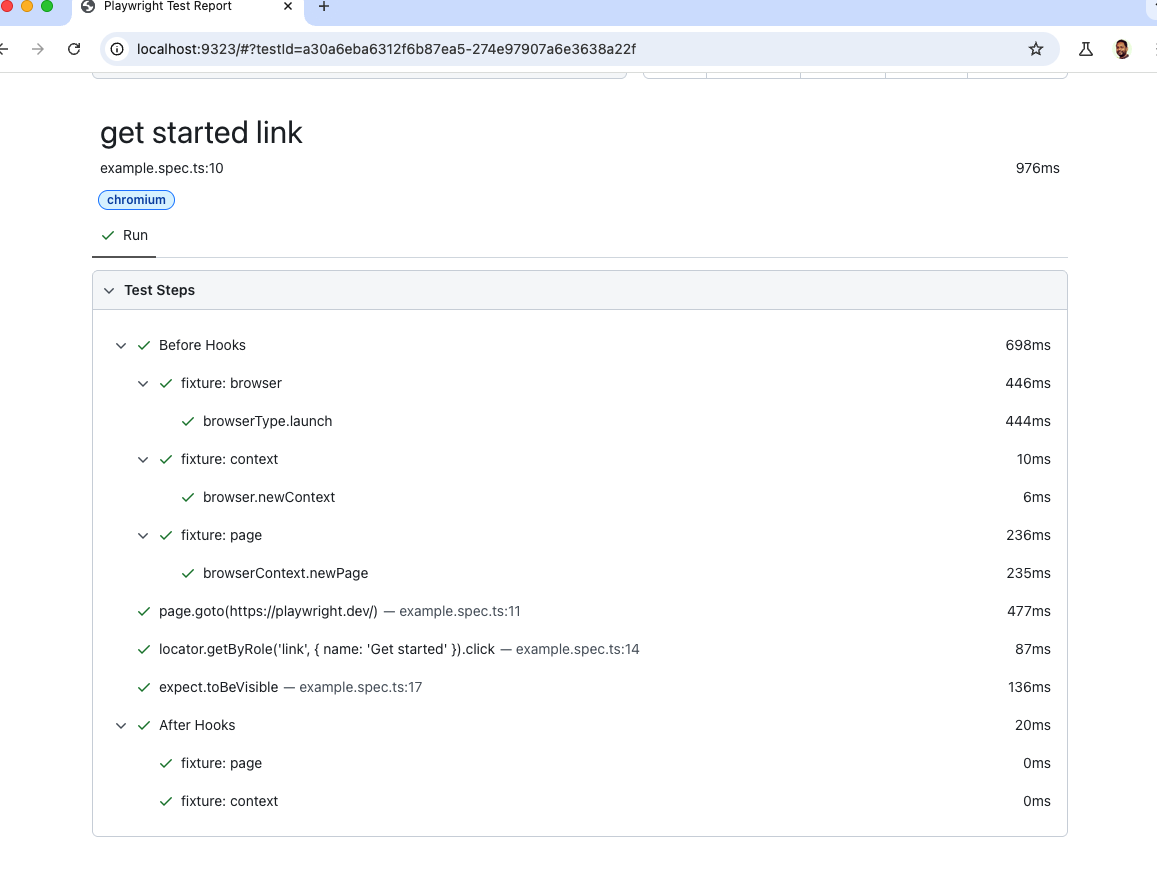 Playwright Test Report
localhost:9323/#?testId=a30a6eba6312f6b87ea5-274e97907a6e3638a22f
get started link
example.spec.ts:10 976ms
chromium
Run
Test Steps
Before Hooks 698ms
fixture: browser 446ms
browserType.launch 444ms
fixture: context 10ms
browser.newContext 6ms
fixture: page 236ms
browserContext.newPage 235ms
page.goto(https://playwright.dev/) — example.spec.ts:11 477ms
locator.getByRole('link', { name: 'Get started' }).click — example.spec.ts:14 87ms
expect.toBeVisible — example.spec.ts:17 136ms
After Hooks 20ms
fixture: page 0ms
fixture: context 0ms